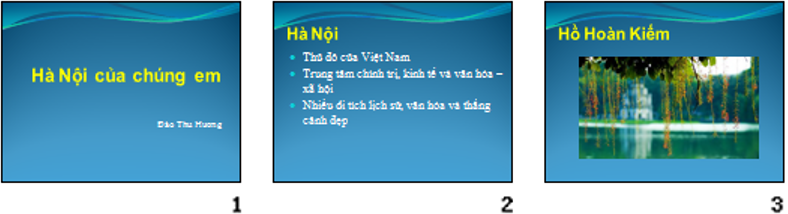 Hà Nội của chúng em
Đào Thu Hương
1
Hà Nội
Thủ đô của Việt Nam
Trung tâm chính trị, kinh tế và văn hóa –
xã hội
Nhiều di tích lịch sử, văn hóa và thắng
cảnh đẹp
2
Hồ Hoàn Kiếm
3